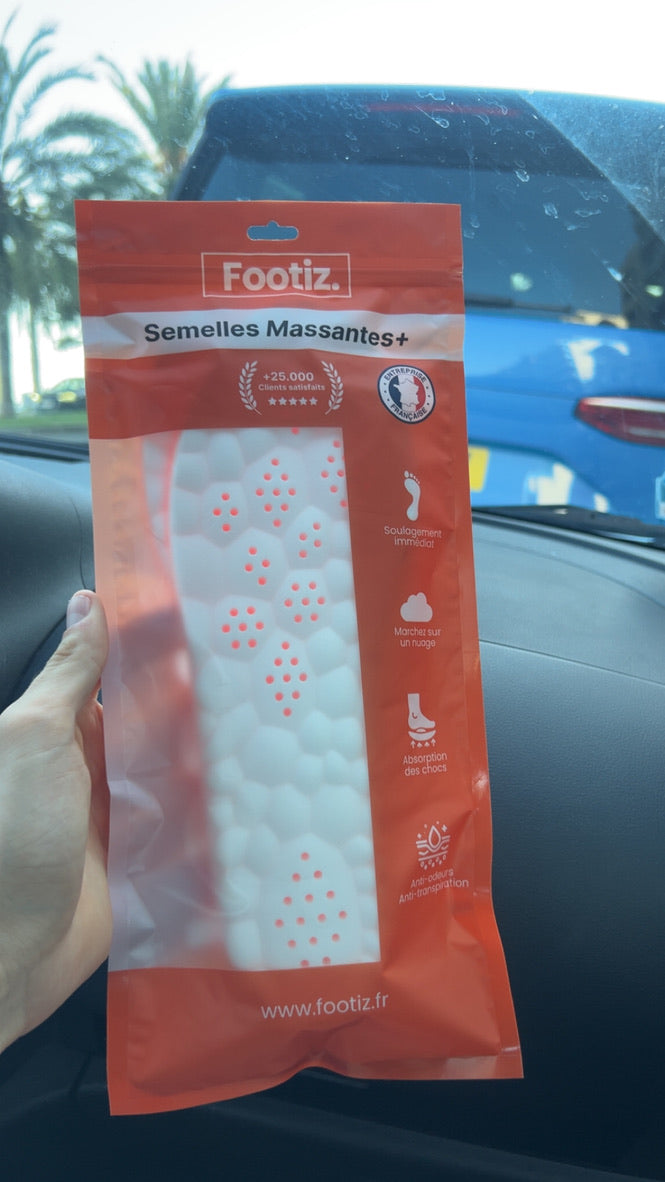 Footiz.
Semelles Massantes+
+25.000
Clients satisfaits
ENTREPRISE
FRANÇAISE
Soulagement
immédiat
Marchez sur
un nuage
Absorption
des chocs
Anti-odeurs
Anti-transpiration
www.footiz.fr